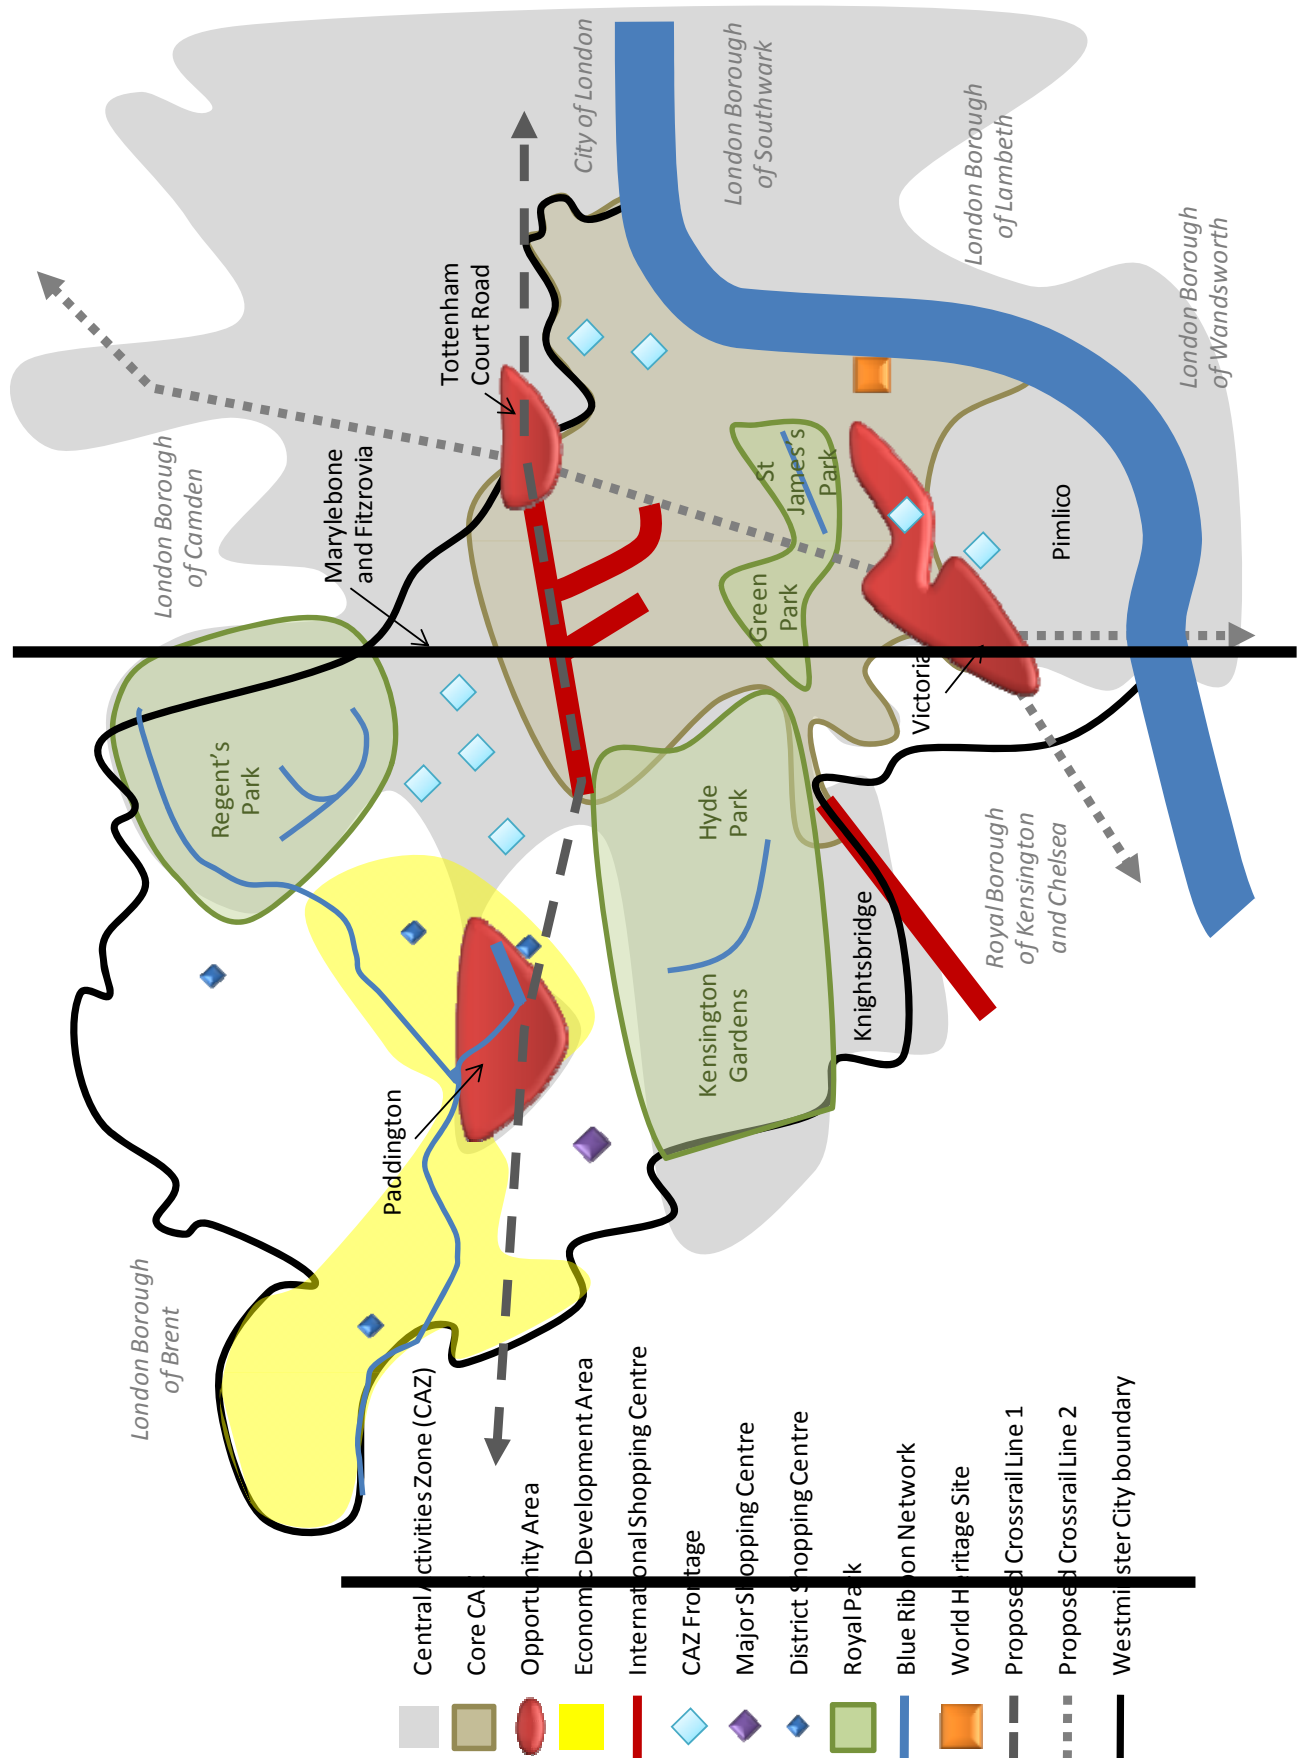 London Borough
of Brent
London Borough
of Camden
Regent's
Park
Marylebone
and Fitzrovia
Tottenham
Court Road
City of London
London Borough
of Southwark
London Borough
of Lambeth
London Borough
of Wandsworth
Paddington
Kensington
Gardens
Hyde
Park
Green
Park
St
James's
Park
Knightsbridge
Victoria
Pimlico
Royal Borough
of Kensington
and Chelsea
Central Activities Zone (CAZ)
Core CAZ
Opportunity Area
Economic Development Area
International Shopping Centre
CAZ Frontage
Major Shopping Centre
District Shopping Centre
Royal Park
Blue Ribbon Network
World Heritage Site
Proposed Crossrail Line 1
Proposed Crossrail Line 2
Westminster City boundary